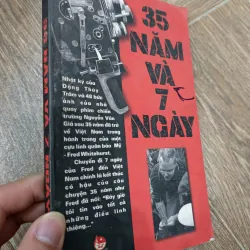 35
NĂM
VÀ
7
NGÀY
Nhật ký của
Đặng Thùy
Trâm và 48 bức
ảnh của nhà
quay phim chiến
trường Nguyễn Văn
Giá sau 35 năm đã trở
về Việt Nam trong
hành trang của một
cựu lính quân báo Mỹ
- Fred Whitehurst.
Chuyến đi 7 ngày
của Fred đến Việt
Nam chính là kết thúc
có hậu của câu
chuyện 35 năm như
Fred đã nói: "Bây giờ
tôi tin vào tất cả
những điều linh
thiêng..."